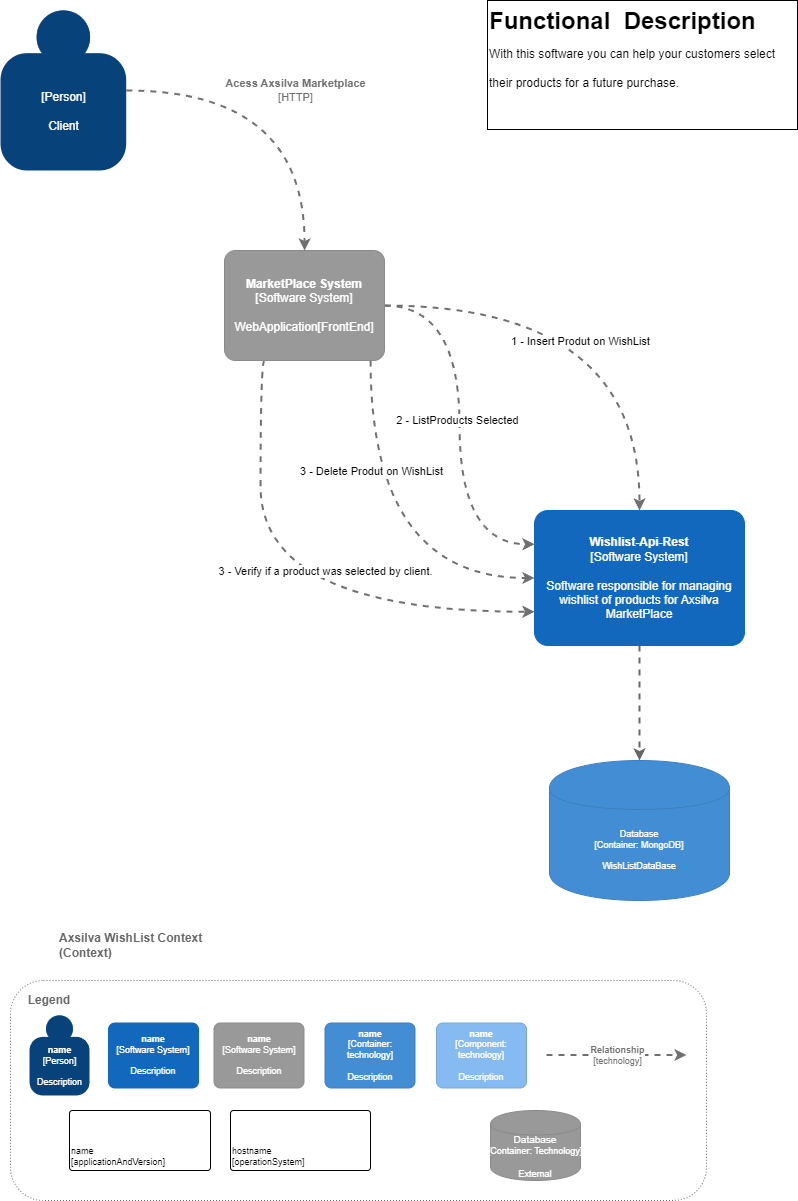 Functional  Description
With this software you can help your customers select
their products for a future purchase.
[Person]
Client
Acess Axsilva Marketplace
[HTTP]
MarketPlace System
[Software System]
WebApplication[FrontEnd]
1 - Insert Produt on WishList
2 - ListProducts Selected
3 - Delete Produt on WishList
3 - Verify if a product was selected by client.
Wishlist-Api-Rest
[Software System]
Software responsible for managing
wishlist of products for Axsilva
MarketPlace
Database
[Container: MongoDB]
WishListDataBase
Axsilva WishList Context
(Context)
Legend
name
[Person]
Description
name
[Software System]
Description
name
[Software System]
Description
name
[Container:
technology]
Description
name
[Component:
technology]
Description
Relationship
[technology]
name
[applicationAndVersion]
hostname
[operationSystem]
Database
[Container: Technology]
External